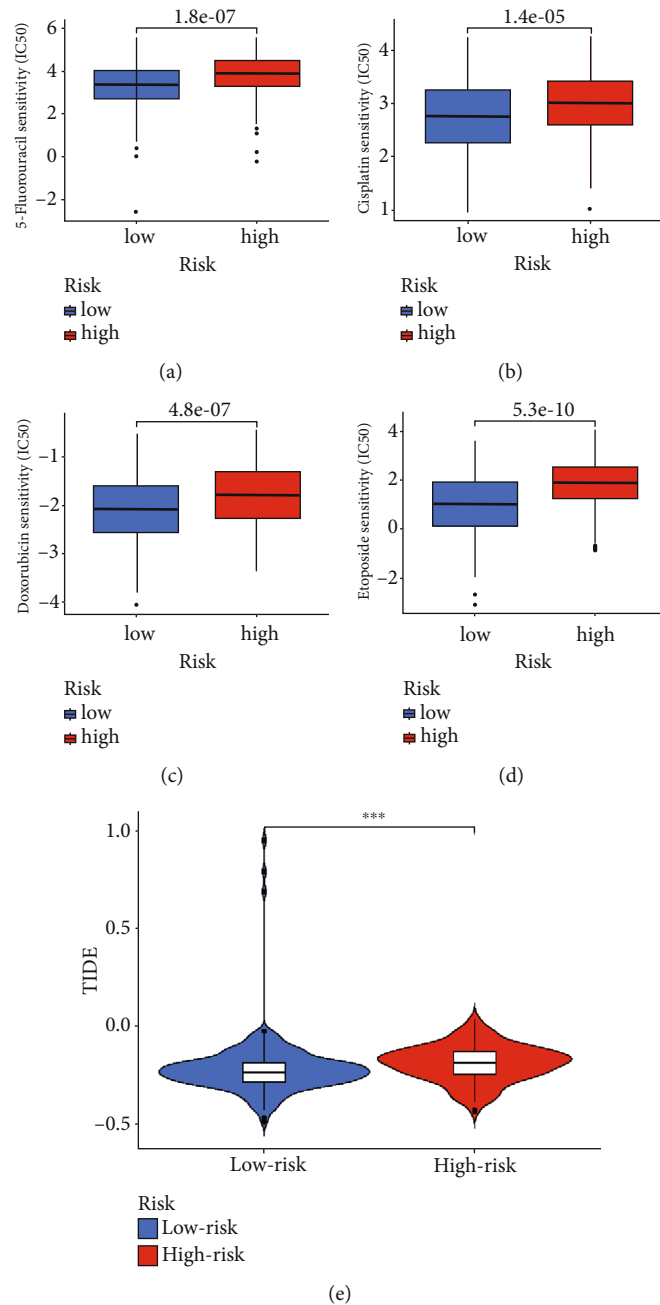 1.8e-07
5-Fluorouracil sensitivity (IC50)
6
4
2
0
−2
low
high
Risk
Risk
low
high
(a)
1.4e-05
Cisplatin sensitivity (IC50)
4
3
2
1
low
high
Risk
Risk
low
high
(b)
4.8e-07
Doxorubicin sensitivity (IC50)
−1
−2
−3
−4
low
high
Risk
Risk
low
high
(c)
5.3e-10
Etoposide sensitivity (IC50)
4
2
0
−2
low
high
Risk
Risk
low
high
(d)
***
TIDE
1.0
0.5
0.0
−0.5
Low-risk
High-risk
Risk
Low-risk
High-risk
(e)